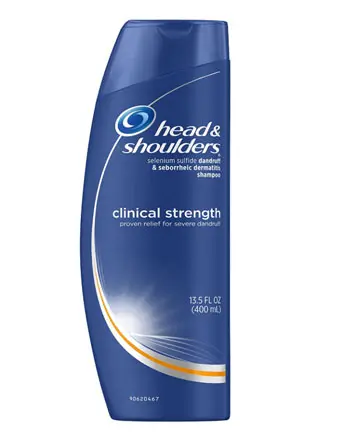 head&
shoulders®
selenium sulfide dandruff
& seborrheic dermatitis
shampoo
clinical strength
proven relief for severe dandruff
13.5 FL OZ
(400 mL)
90620467